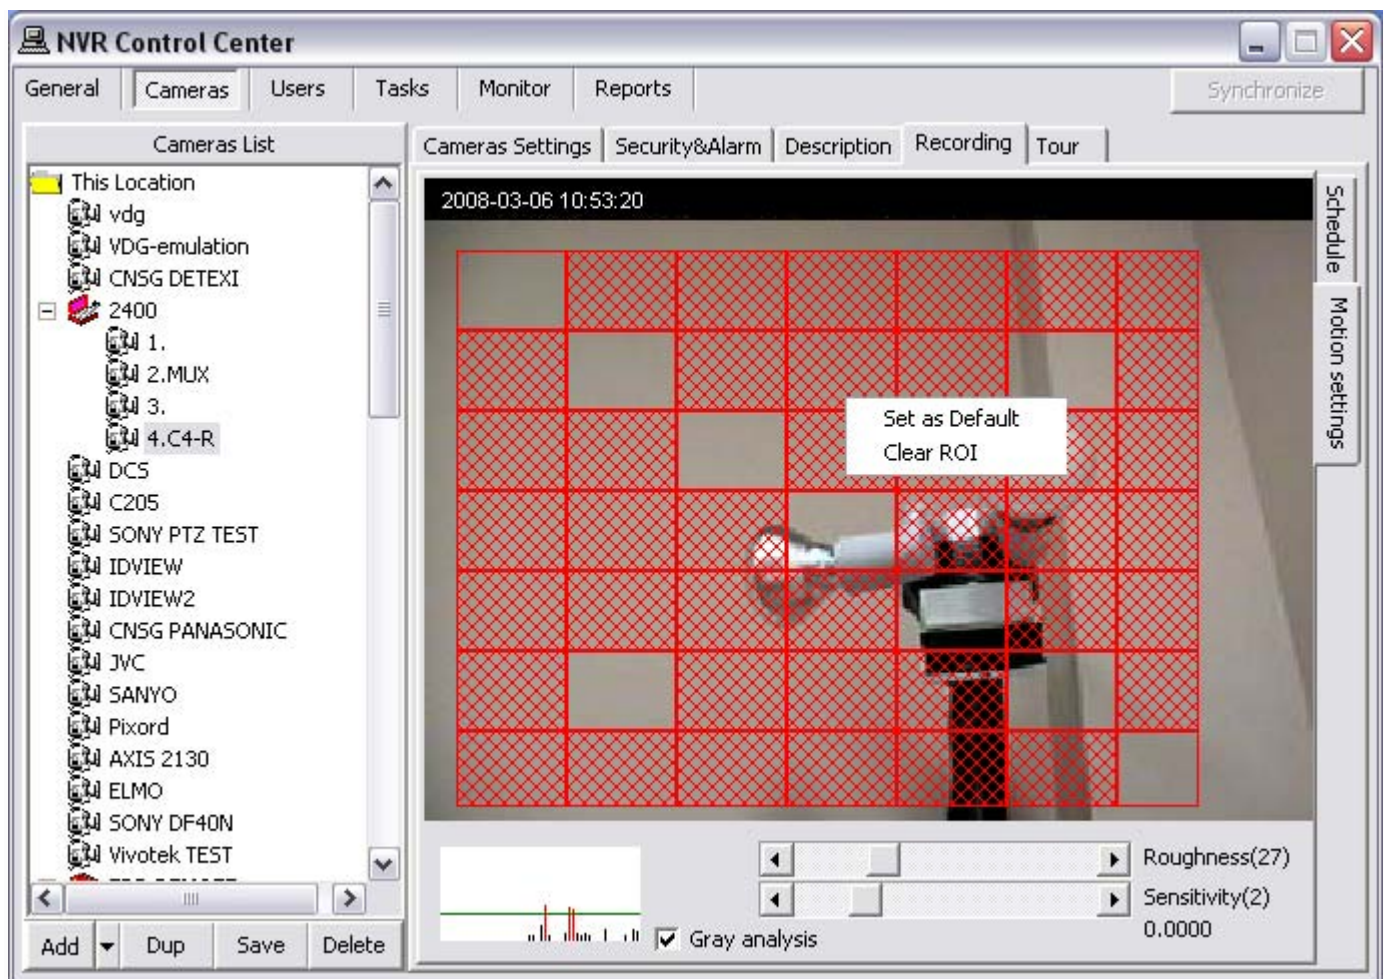 NVR Control Center
General Cameras Users Tasks Monitor Reports Synchronize
Cameras List
This Location
vdg
VDG-emulation
CNSG DETEXI
2400
1.
2.MUX
3.
4.C4-R
DCS
C205
SONY PTZ TEST
IDVIEW
IDVIEW2
CNSG PANASONIC
JVC
SANYO
Pixord
AXIS 2130
ELMO
SONY DF40N
Vivotek TEST
Add Dup Save Delete
Cameras Settings Security&Alarm Description Recording Tour
2008-03-06 10:53:20
Set as Default
Clear ROI
Schedule
Motion settings
Roughness(27)
Sensitivity(2)
0.0000
Gray analysis